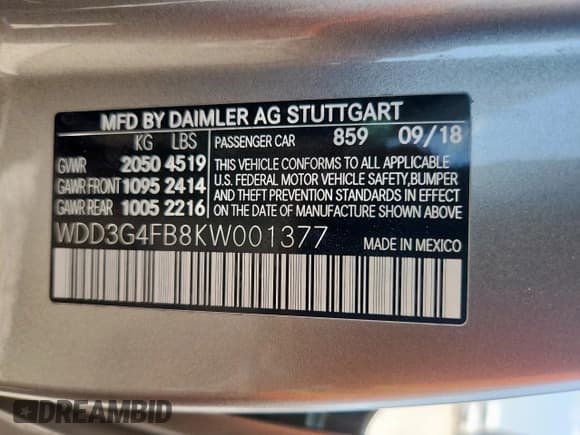 MFD BY DAIMLER AG STUTTGART
KG LBS PASSENGER CAR 859 09/18
GVWR 2050 4519 THIS VEHICLE CONFORMS TO ALL APPLICABLE
GAWR FRONT 1095 2414 U.S. FEDERAL MOTOR VEHICLE SAFETY,BUMPER
GAWR REAR 1005 2216 AND THEFT PREVENTION STANDARDS IN EFFECT
ON THE DATE OF MANUFACTURE SHOWN ABOVE.
WDD3G4FB8KW001377 MADE IN MEXICO
DREAMBID